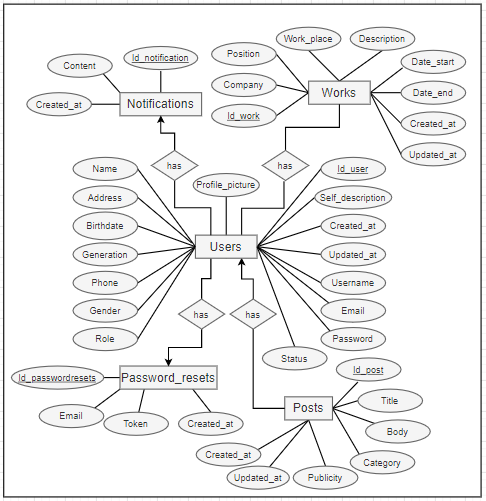 Work_place
Description
Position
Id_notification
Content
Date_start
Company
Works
Date_end
Created_at
Notifications
Id_work
Created_at
Updated_at
has
has
Name
Id_user
Profile_picture
Address
Self_description
Birthdate
Created_at
Users
Generation
Updated_at
Phone
Username
Gender
has
has
Email
Role
Password
Status
Id_passwordresets
Password_resets
Id_post
Title
Email
Token
Created_at
Posts
Body
Created_at
Category
Updated_at
Publicity